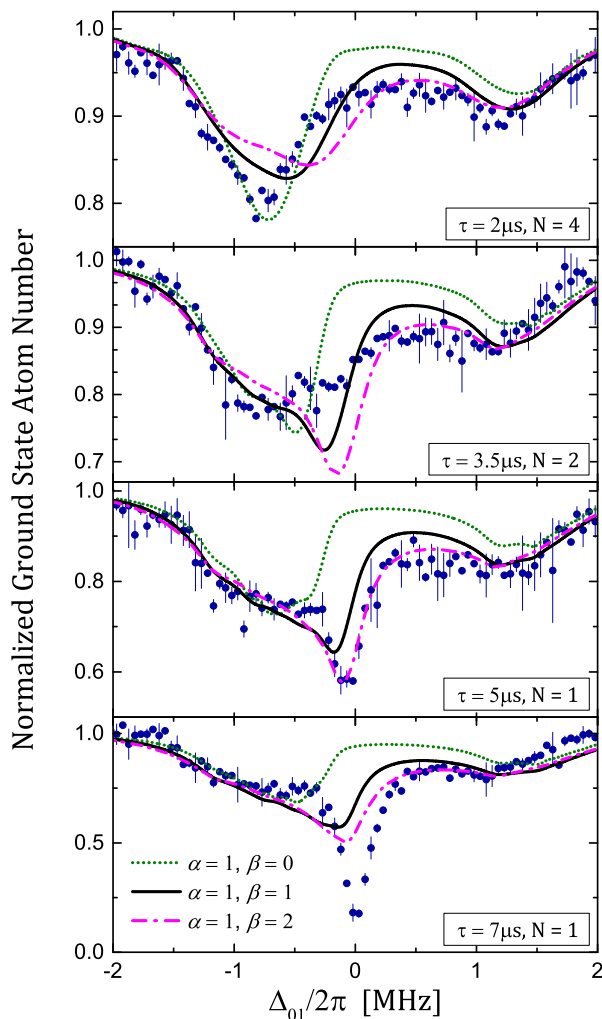 Normalized Ground State Atom Number
1.0
0.9
0.8
τ = 2μs, N = 4
1.0
0.9
0.8
0.7
τ = 3.5μs, N = 2
1.0
0.8
0.6
τ = 5μs, N = 1
1.0
0.5
0.0
α = 1, β = 0
α = 1, β = 1
α = 1, β = 2
τ = 7μs, N = 1
-2 -1 0 1 2
Δ₀₁/2π [MHz]